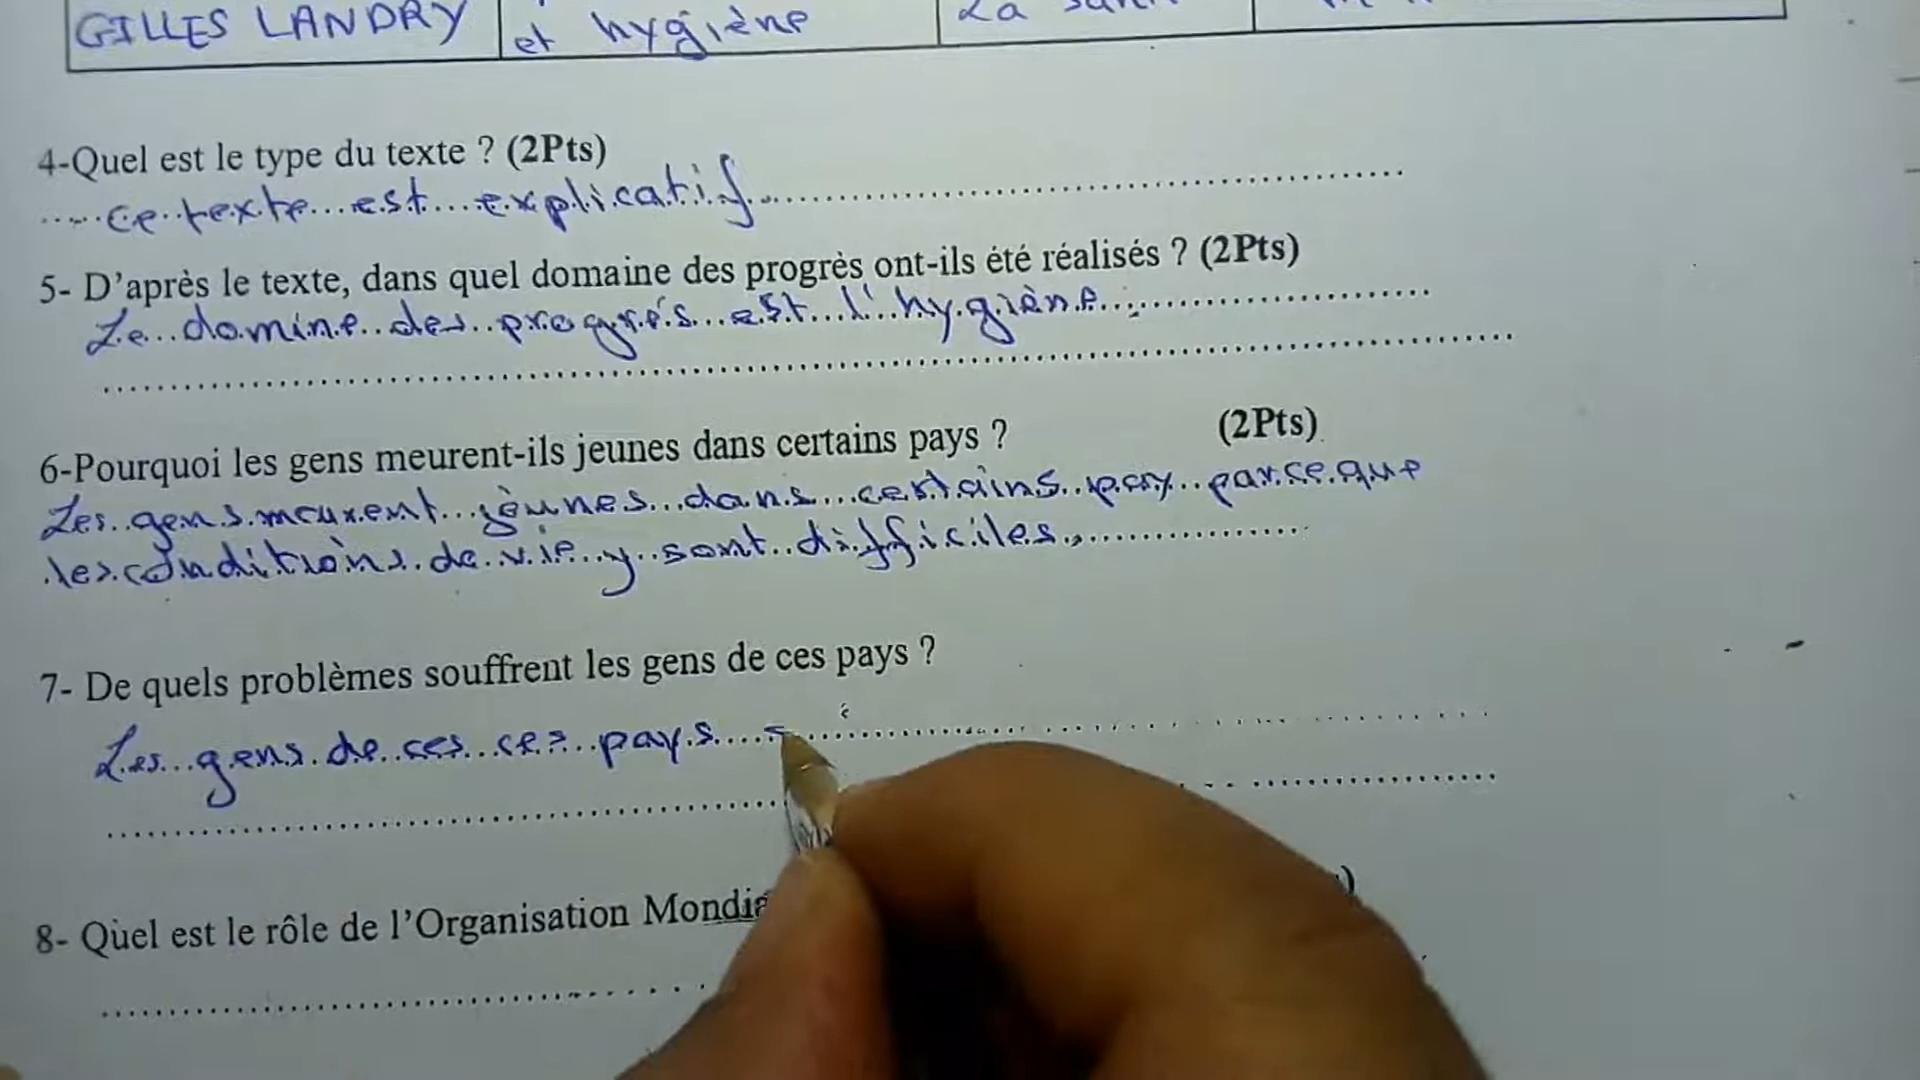 GILLES LANDRY et hygiène La
4-Quel est le type du texte ? (2Pts)
Ce texte est explicatif
5- D'après le texte, dans quel domaine des progrès ont-ils été réalisés ? (2Pts)
Le domine des progrés est l'hygiène.
6-Pourquoi les gens meurent-ils jeunes dans certains pays ? (2Pts)
Les gens meurent jèunes dans certains pay parce que
les conditions de vie y sont difficiles.
7- De quels problèmes souffrent les gens de ces pays ?
Les gens de ces ces pays
8- Quel est le rôle de l'Organisation